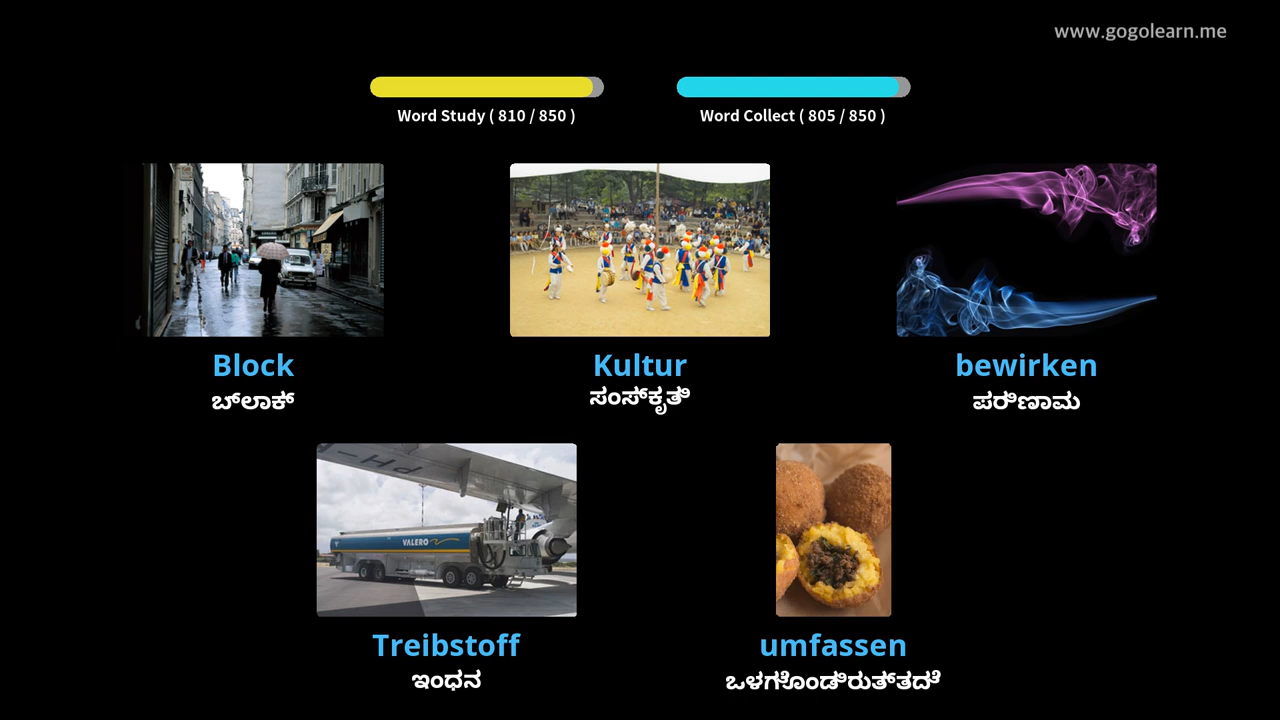 www.gogolearn.me
Word Study ( 810 / 850 )
Word Collect ( 805 / 850 )
Block
ಬ್ಲಾಕ್
Kultur
ಸಂಸ್ಕೃತಿ
bewirken
ಪರಿಣಾಮ
PH-
VALERO
Treibstoff
ಇಂಧನ
umfassen
ಒಳಗೊಂಡಿರುತ್ತದೆ